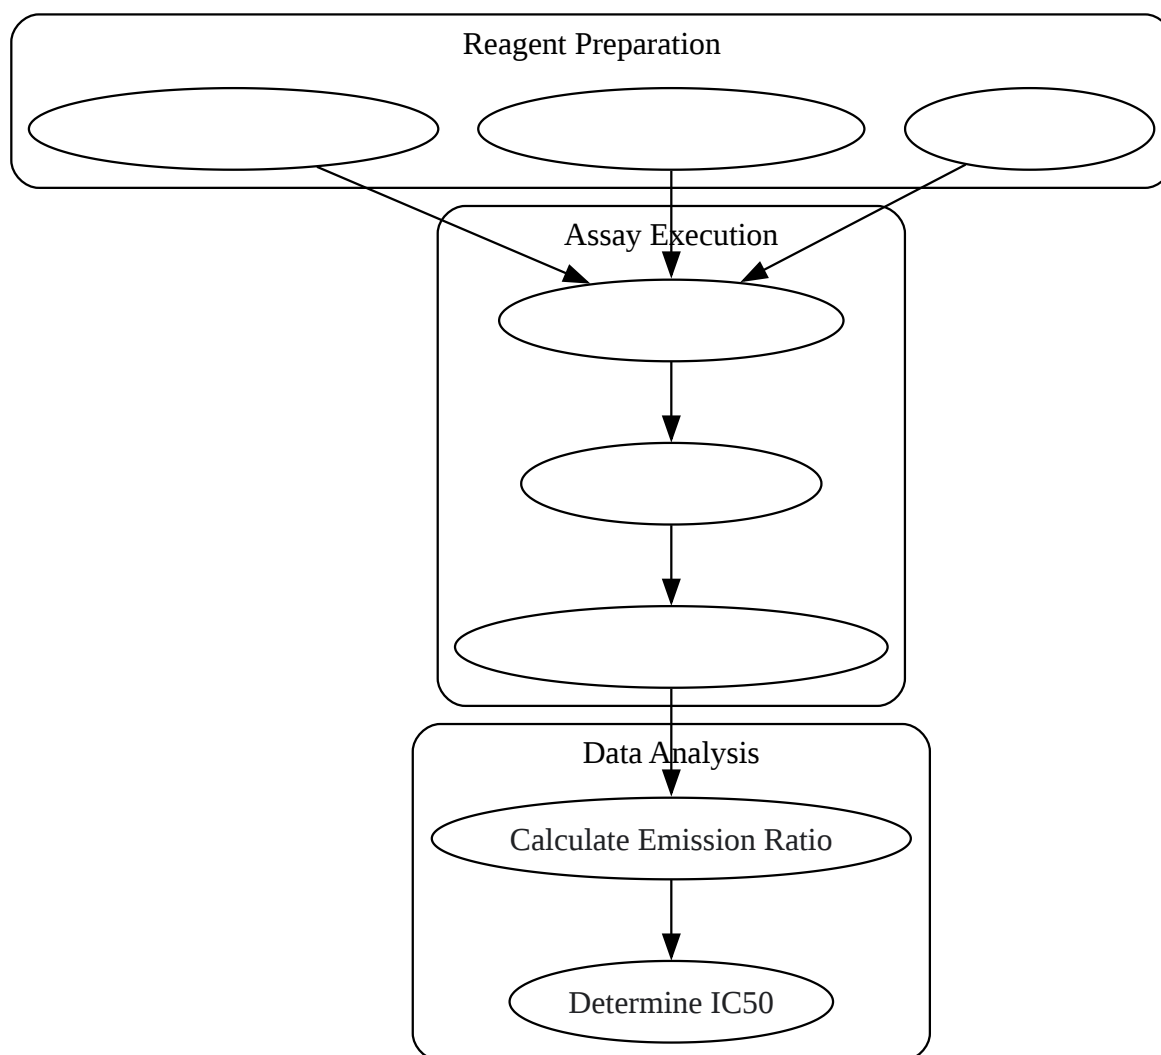 Reagent Preparation
Assay Execution
Data Analysis
Calculate Emission Ratio
Determine IC50